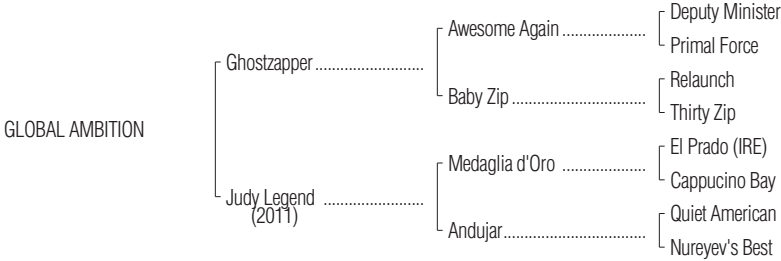 Deputy Minister
Awesome Again ......................
Primal Force
Ghostzapper ..........................
Relaunch
Baby Zip ...................................
Thirty Zip
GLOBAL AMBITION
El Prado (IRE)
Medaglia d'Oro ......................
Cappucino Bay
Judy Legend ........................
(2011)
Quiet American
Andujar.....................................
Nureyev's Best